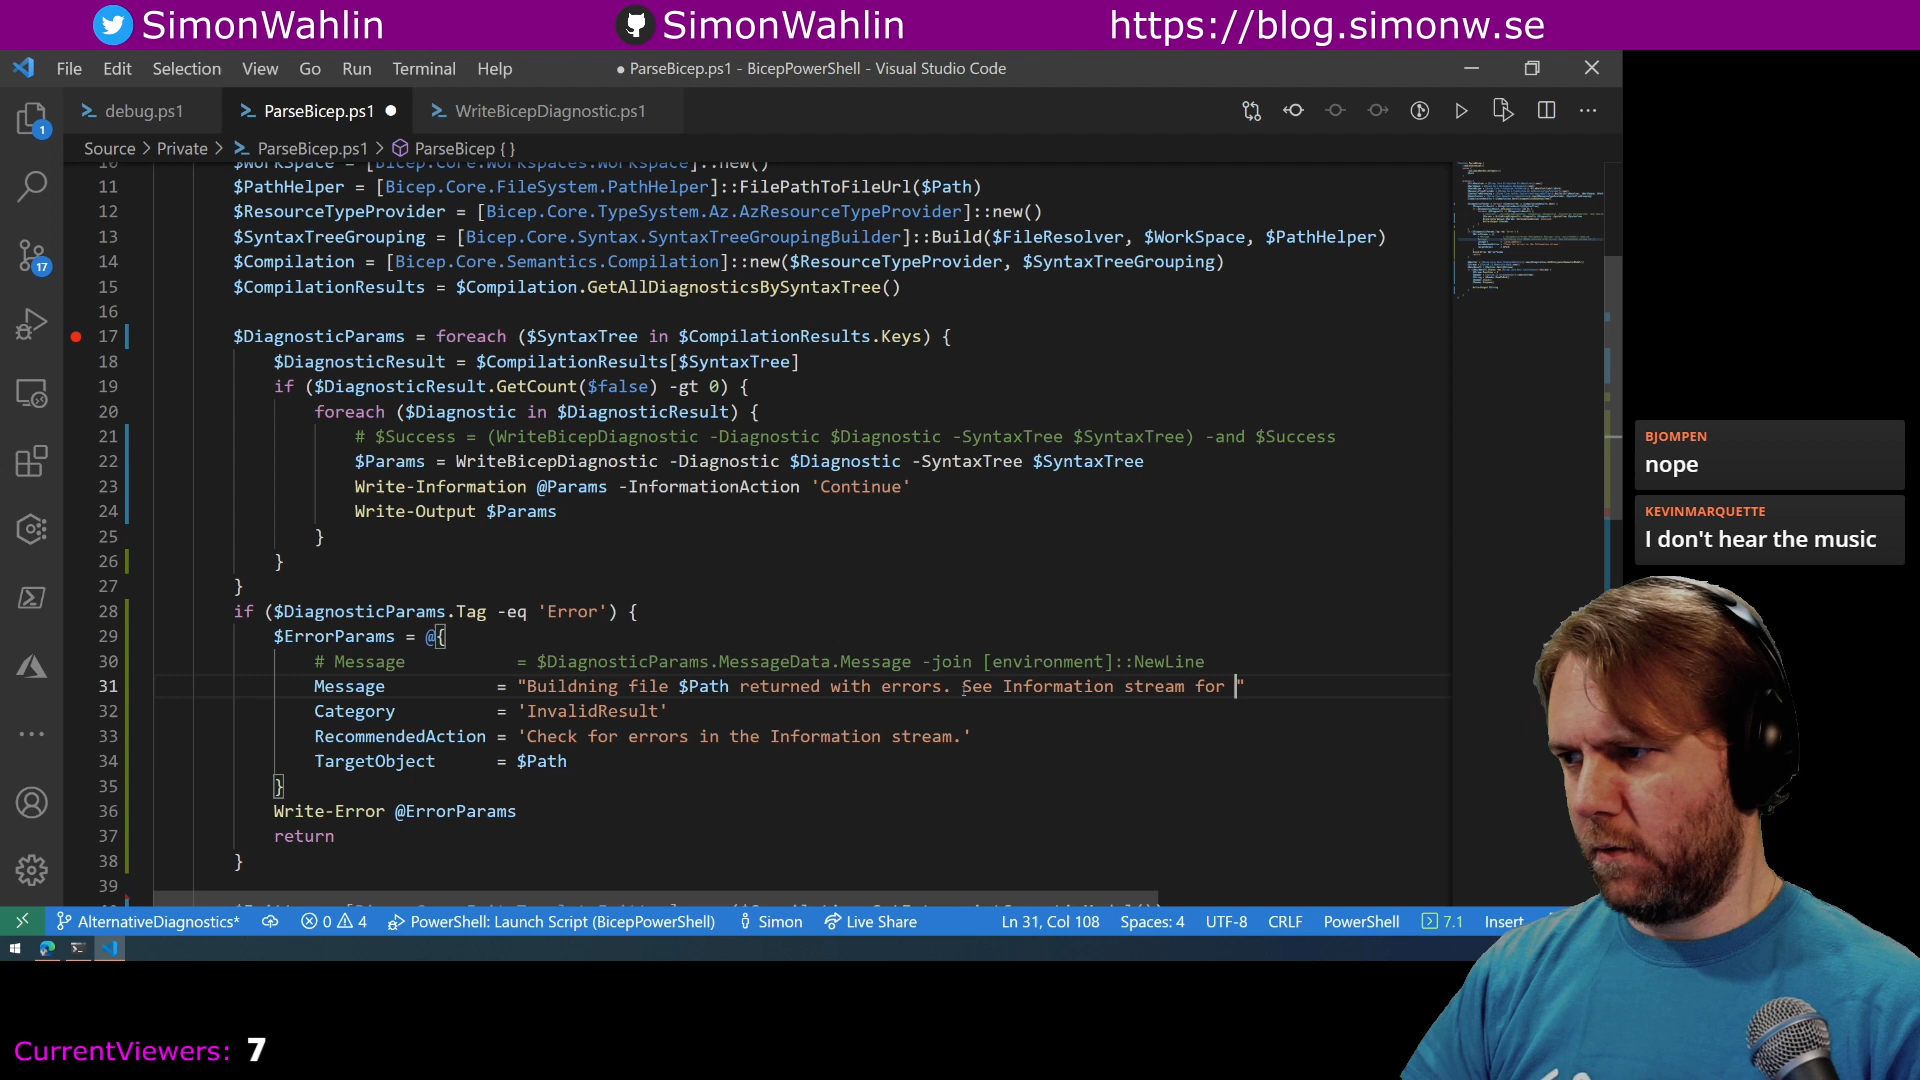 SimonWahlin SimonWahlin https://blog.simonw.se
File Edit Selection View Go Run Terminal Help ● ParseBicep.ps1 - BicepPowerShell - Visual Studio Code
debug.ps1 ParseBicep.ps1 ● WriteBicepDiagnostic.ps1
1
Source > Private > ParseBicep.ps1 > ParseBicep { }
10 $WorkSpace = [Bicep.Core.Workspaces.Workspace]::new()
11 $PathHelper = [Bicep.Core.FileSystem.PathHelper]::FilePathToFileUrl($Path)
12 $ResourceTypeProvider = [Bicep.Core.TypeSystem.Az.AzResourceTypeProvider]::new()
13 $SyntaxTreeGrouping = [Bicep.Core.Syntax.SyntaxTreeGroupingBuilder]::Build($FileResolver, $WorkSpace, $PathHelper)
14 $Compilation = [Bicep.Core.Semantics.Compilation]::new($ResourceTypeProvider, $SyntaxTreeGrouping)
17
15 $CompilationResults = $Compilation.GetAllDiagnosticsBySyntaxTree()
16
17 $DiagnosticParams = foreach ($SyntaxTree in $CompilationResults.Keys) {
18 $DiagnosticResult = $CompilationResults[$SyntaxTree]
19 if ($DiagnosticResult.GetCount($false) -gt 0) {
20 foreach ($Diagnostic in $DiagnosticResult) {
21 # $Success = (WriteBicepDiagnostic -Diagnostic $Diagnostic -SyntaxTree $SyntaxTree) -and $Success
22 $Params = WriteBicepDiagnostic -Diagnostic $Diagnostic -SyntaxTree $SyntaxTree
23 Write-Information @Params -InformationAction 'Continue'
24 Write-Output $Params
25 }
26 }
27 }
28 if ($DiagnosticParams.Tag -eq 'Error') {
29 $ErrorParams = @{
30 # Message = $DiagnosticParams.MessageData.Message -join [environment]::NewLine
31 Message = "Buildning file $Path returned with errors. See Information stream for "
32 Category = 'InvalidResult'
33 RecommendedAction = 'Check for errors in the Information stream.'
34 TargetObject = $Path
35 }
36 Write-Error @ErrorParams
37 return
38 }
39
BJOMPEN
nope
KEVINMARQUETTE
I don't hear the music
AlternativeDiagnostics* 0 4 PowerShell: Launch Script (BicepPowerShell) Simon Live Share Ln 31, Col 108 Spaces: 4 UTF-8 CRLF PowerShell 7.1 Insert
CurrentViewers: 7